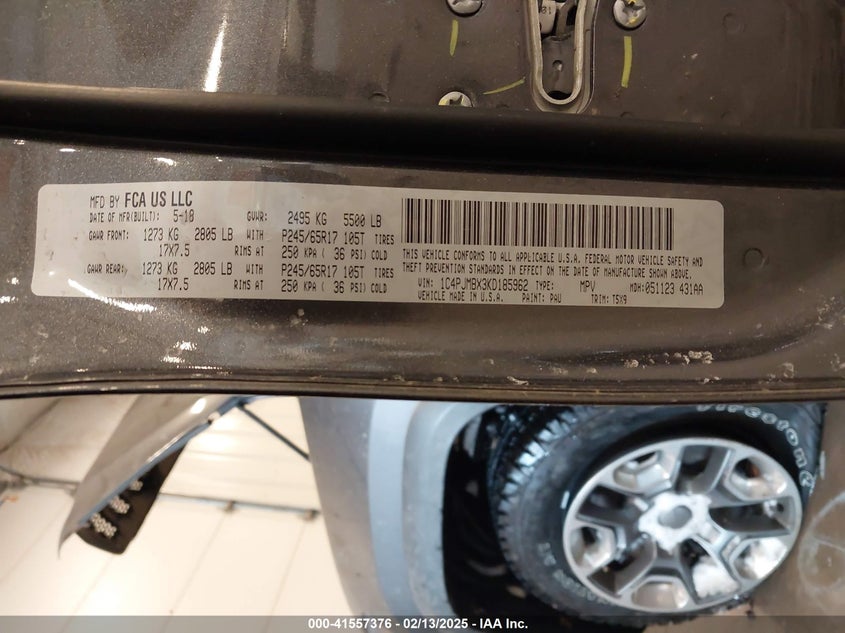 31
MFD BY FCA US LLC
DATE OF MFR(BUILT): 5-18 GVWR: 2495 KG 5500 LB
GAWR FRONT: 1273 KG 2805 LB WITH P245/65R17 105T TIRES
17X7.5 RIMS AT 250 KPA ( 36 PSI) COLD
GAWR REAR: 1273 KG 2805 LB WITH P245/65R17 105T TIRES
17X7.5 RIMS AT 250 KPA ( 36 PSI) COLD
THIS VEHICLE CONFORMS TO ALL APPLICABLE U.S.A. FEDERAL MOTOR VEHICLE SAFETY AND
THEFT PREVENTION STANDARDS IN EFFECT ON THE DATE OF MANUFACTURE SHOWN ABOVE.
VIN: 1C4PJMBX3KD185962 TYPE: MPV MDH:051123 431AA
VEHICLE MADE IN U.S.A. PAINT: PAU TRIM: T5X9
Firestone
000-41557376 - 02/13/2025 - IAA Inc.